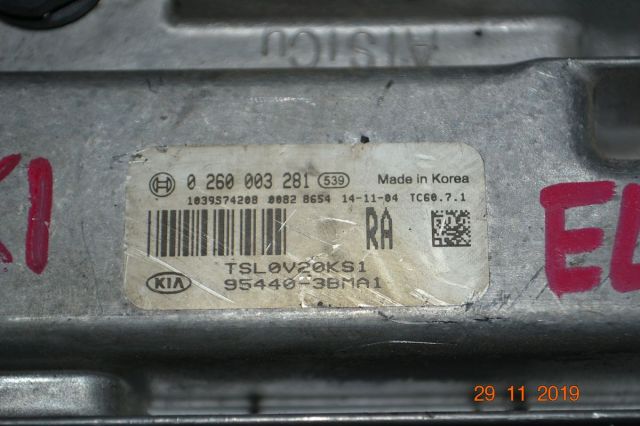 AlSiCu
0 260 003 281 539 Made in Korea
1039S74208 0082 8654 14-11-04 TC60.7.1
RA
TSL0V20KS1
KIA 95440-3BMA1
29 11 2019